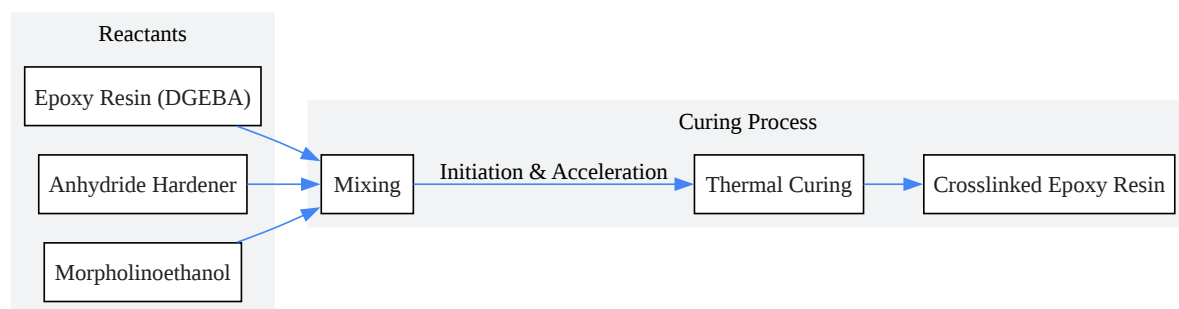 Reactants
Epoxy Resin (DGEBA)
Anhydride Hardener
Morpholinoethanol
Curing Process
Mixing
Initiation & Acceleration
Thermal Curing
Crosslinked Epoxy Resin